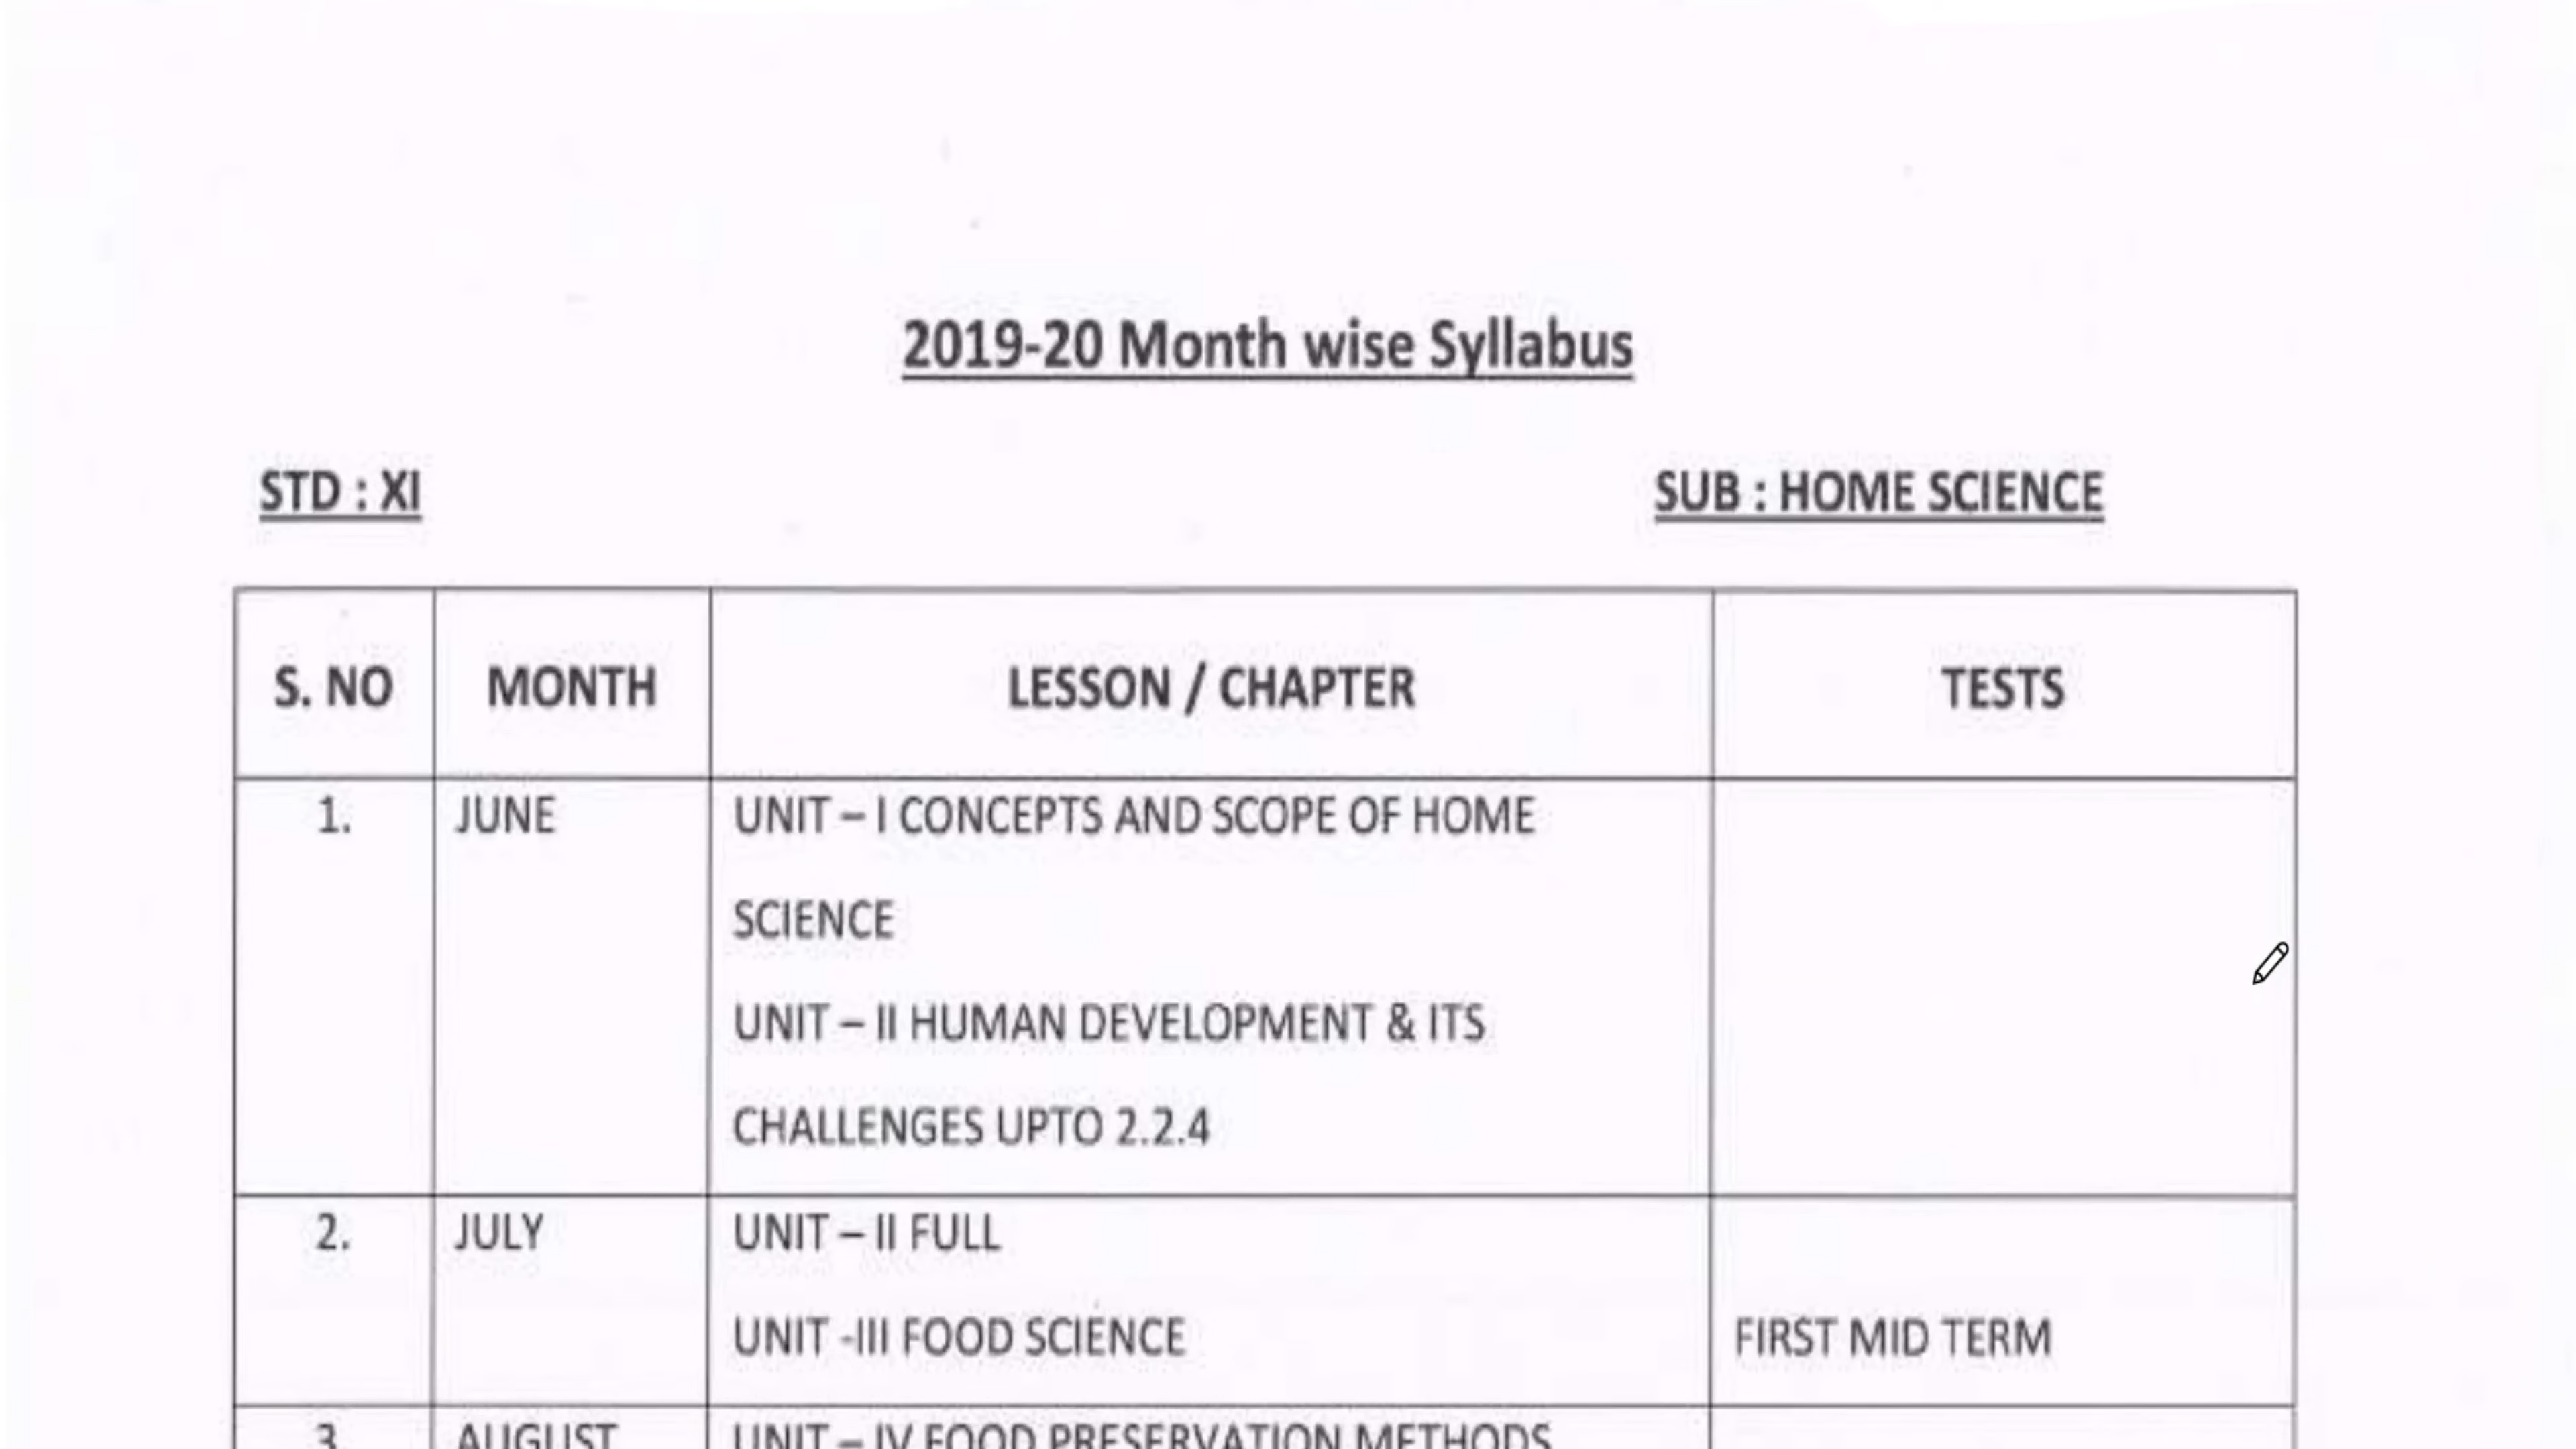 2019-20 Month wise Syllabus
STD : XI
SUB : HOME SCIENCE
S. NO MONTH LESSON / CHAPTER TESTS
1. JUNE UNIT – I CONCEPTS AND SCOPE OF HOME
SCIENCE
UNIT – II HUMAN DEVELOPMENT & ITS
CHALLENGES UPTO 2.2.4
2. JULY UNIT – II FULL
UNIT -III FOOD SCIENCE FIRST MID TERM
3. AUGUST UNIT – IV FOOD PRESERVATION METHODS